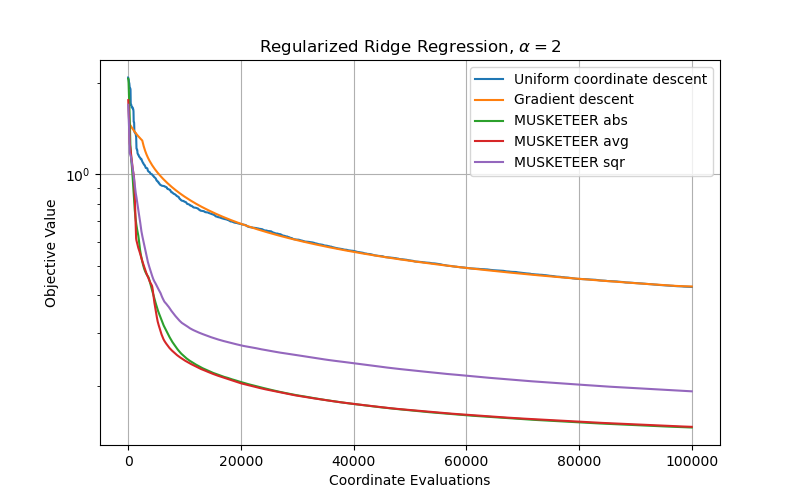 Regularized Ridge Regression, α = 2
Uniform coordinate descent
Gradient descent
MUSKETEER abs
MUSKETEER avg
MUSKETEER sqr
10⁰
Objective Value
0 20000 40000 60000 80000 100000
Coordinate Evaluations